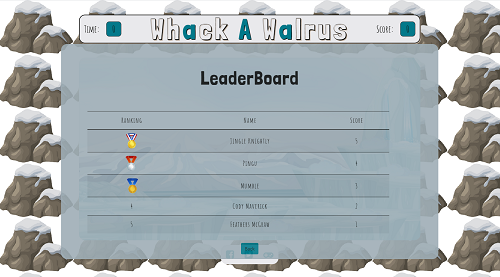 Time: Whack A Walrus Score:
LeaderBoard
Ranking Name Score
Knightly 5
Pingu 4
Mumble 3
4 Cody Maverick 2
5 Feathers McGraw 1